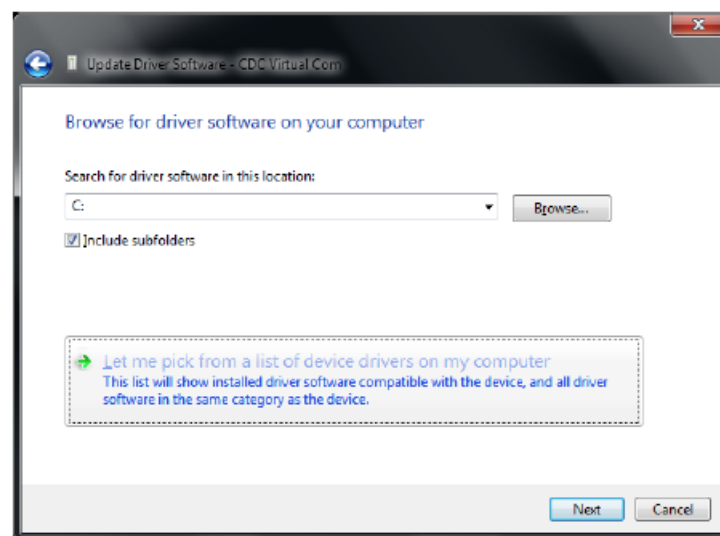 Update Driver Software - CDC Virtual Com
Browse for driver software on your computer
Search for driver software in this location:
C:
Browse...
Include subfolders
Let me pick from a list of device drivers on my computer
This list will show installed driver software compatible with the device, and all driver
software in the same category as the device.
Next
Cancel